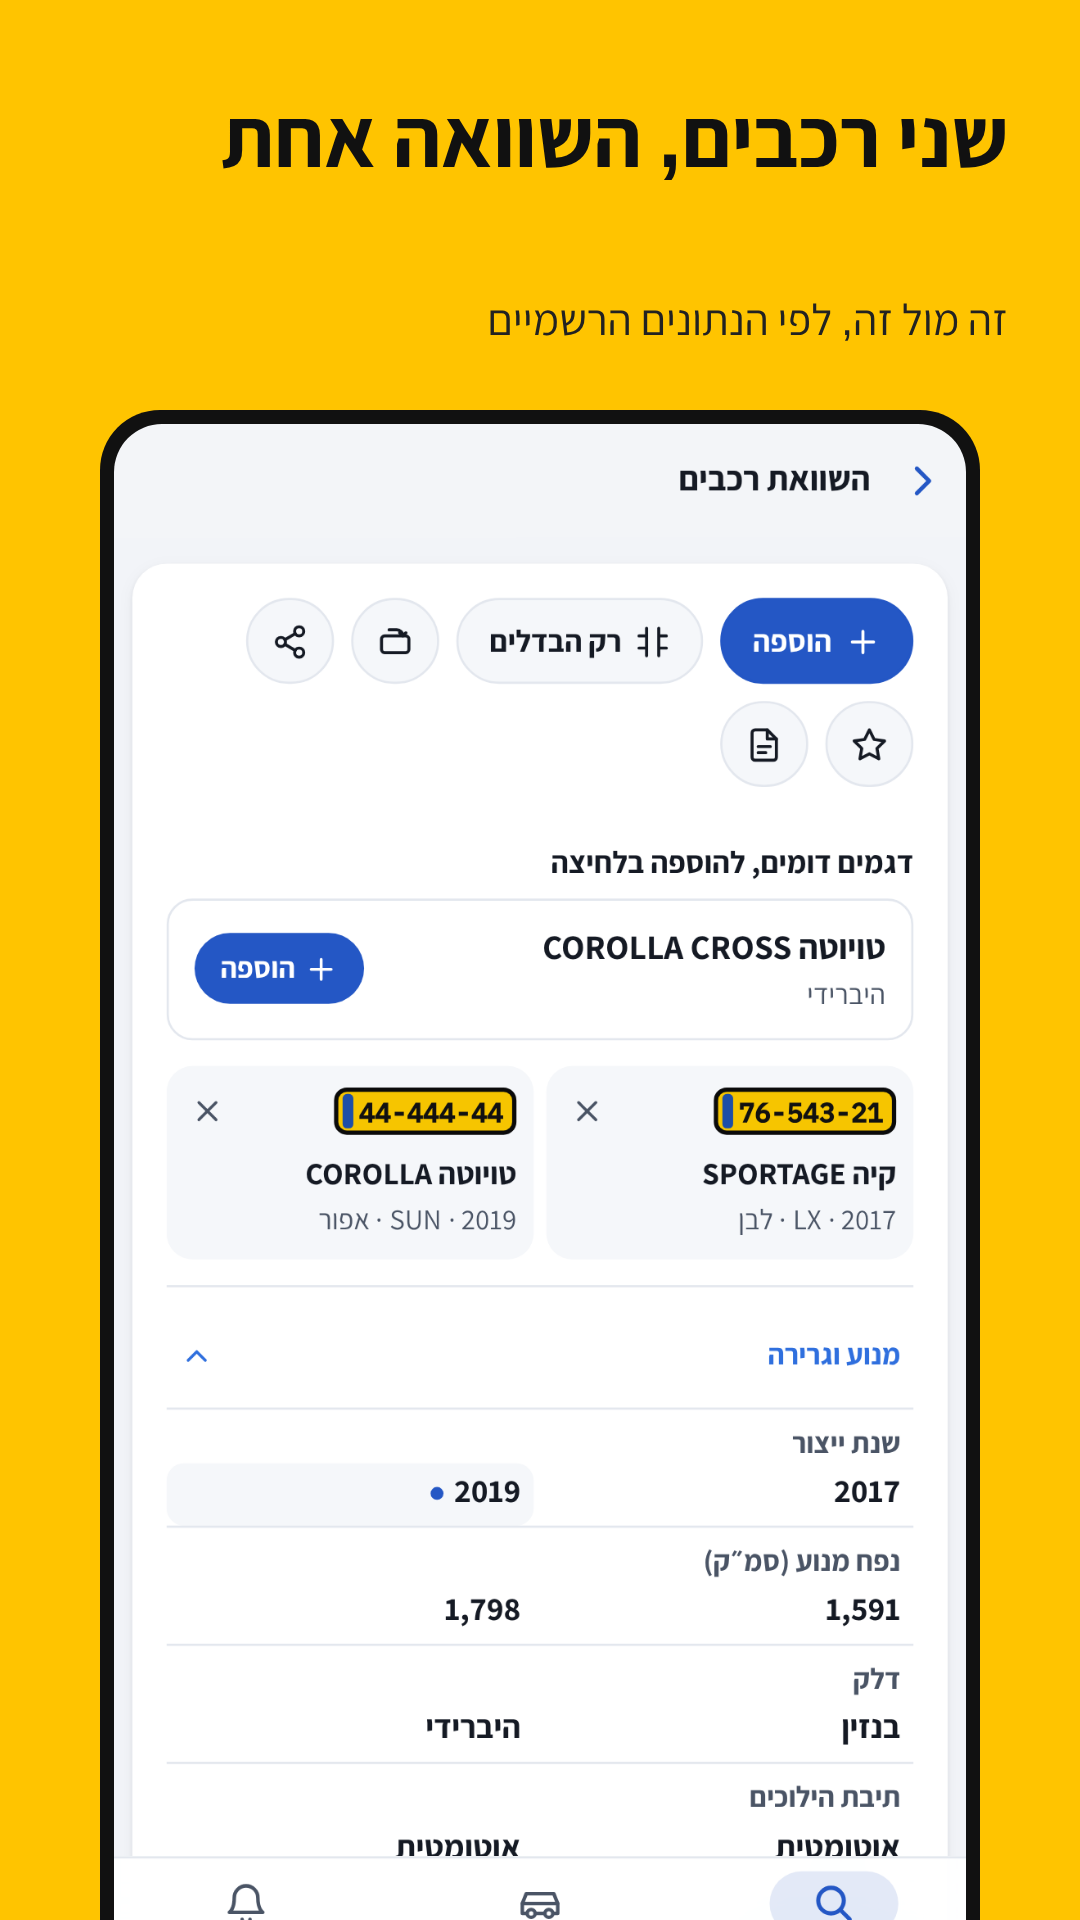 שני רכבים, השוואה אחת
זה מול זה, לפי הנתונים הרשמיים
השוואת רכבים
הוספה
רק הבדלים
דגמים דומים, להוספה בלחיצה
טויוטה COROLLA CROSS
היברידי
הוספה
76-543-21
קיה SPORTAGE
2017 · LX · לבן
44-444-44
טויוטה COROLLA
2019 · SUN · אפור
מנוע וגרירה
שנת ייצור
2017 2019
נפח מנוע (סמ״ק)
1,591 1,798
דלק
בנזין היברידי
תיבת הילוכים
אוטומטית אוטומטית